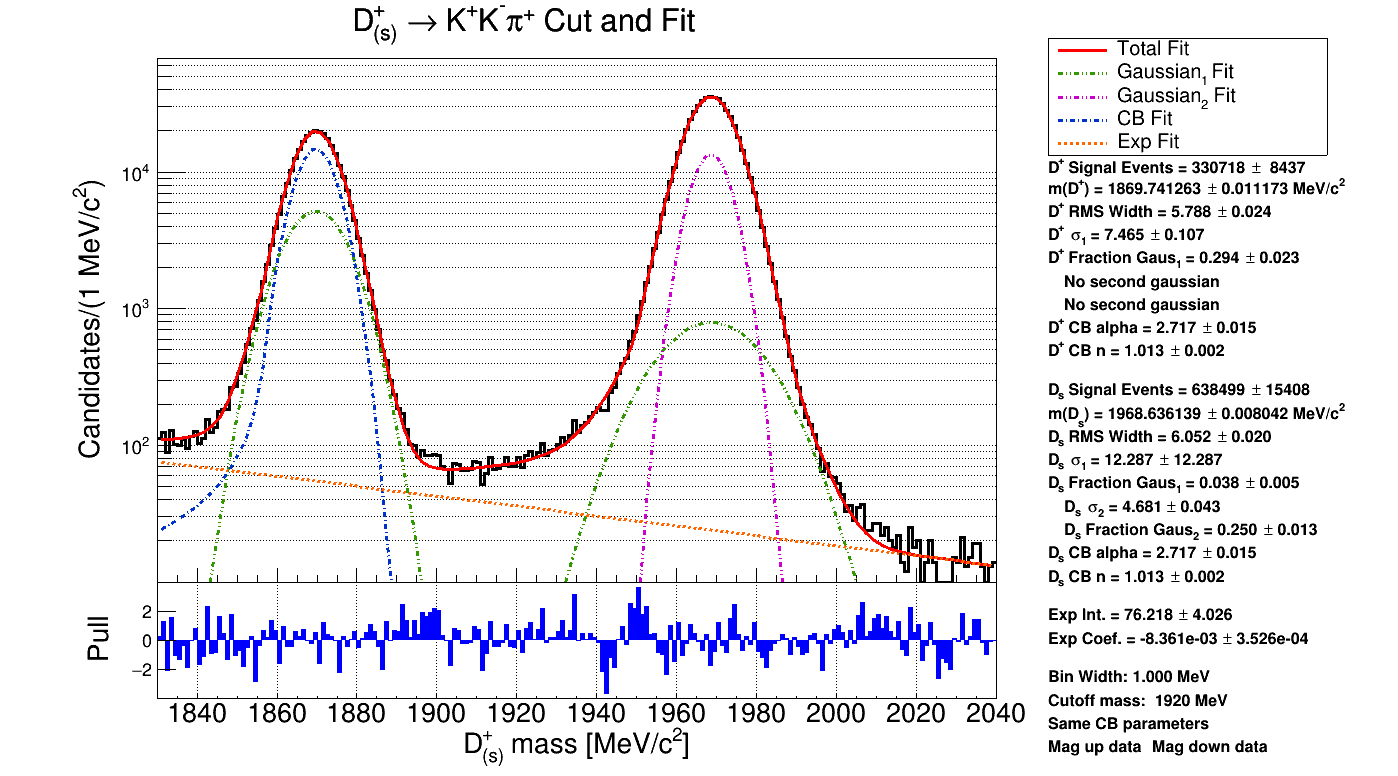 D⁺₍ₛ₎ → K⁺K⁻π⁺ Cut and Fit
Total Fit
Gaussian₁ Fit
Gaussian₂ Fit
CB Fit
Exp Fit
D⁺ Signal Events = 330718 ± 8437
m(D⁺) = 1869.741263 ± 0.011173 MeV/c²
D⁺ RMS Width = 5.788 ± 0.024
D⁺ σ₁ = 7.465 ± 0.107
D⁺ Fraction Gaus₁ = 0.294 ± 0.023
No second gaussian
No second gaussian
D⁺ CB alpha = 2.717 ± 0.015
D⁺ CB n = 1.013 ± 0.002
Dₛ Signal Events = 638499 ± 15408
m(Dₛ) = 1968.636139 ± 0.008042 MeV/c²
Dₛ RMS Width = 6.052 ± 0.020
Dₛ σ₁ = 12.287 ± 12.287
Dₛ Fraction Gaus₁ = 0.038 ± 0.005
Dₛ σ₂ = 4.681 ± 0.043
Dₛ Fraction Gaus₂ = 0.250 ± 0.013
Dₛ CB alpha = 2.717 ± 0.015
Dₛ CB n = 1.013 ± 0.002
Exp Int. = 76.218 ± 4.026
Exp Coef. = -8.361e-03 ± 3.526e-04
Bin Width: 1.000 MeV
Cutoff mass: 1920 MeV
Same CB parameters
Mag up data Mag down data
Candidates/(1 MeV/c²)
10⁴
10³
10²
Pull
2
0
−2
1840 1860 1880 1900 1920 1940 1960 1980 2000 2020 2040
D⁺₍ₛ₎ mass [MeV/c²]